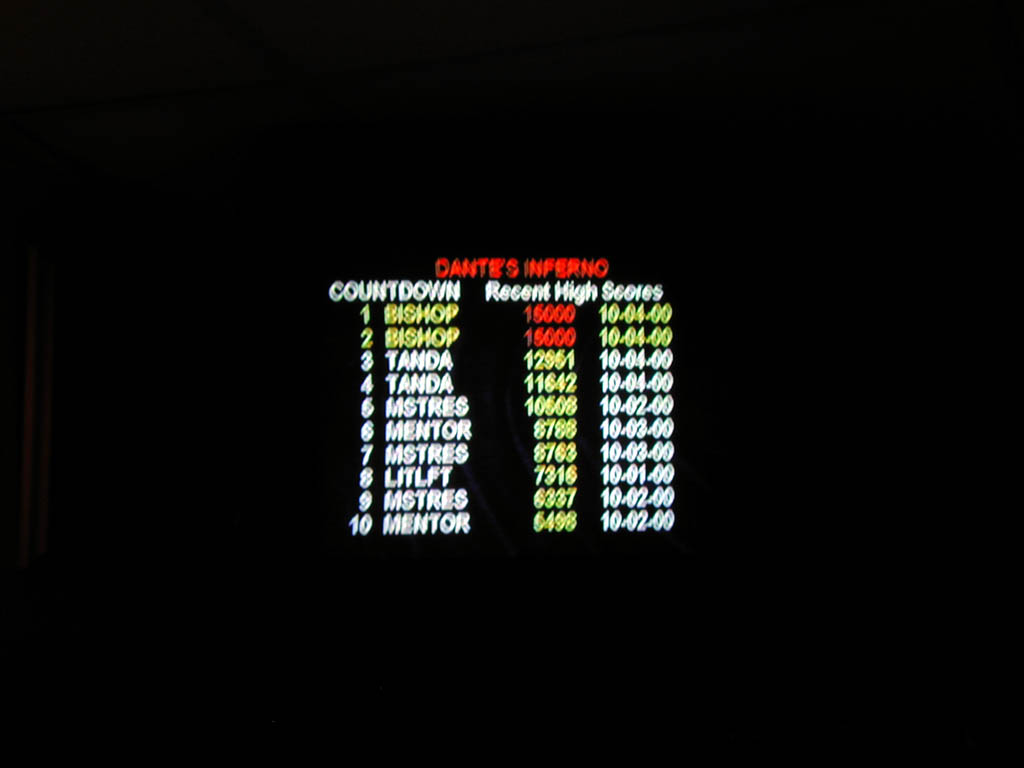 DANTE'S INFERNO
COUNTDOWN Recent High Scores
1 BISHOP 15000 10-04-00
2 BISHOP 15000 10-04-00
3 TANDA 12951 10-04-00
4 TANDA 11642 10-04-00
5 MSTRES 10508 10-02-00
6 MENTOR 8788 10-03-00
7 MSTRES 8763 10-03-00
8 LITLFT 7316 10-01-00
9 MSTRES 10-02-00
10 MENTOR 10-02-00